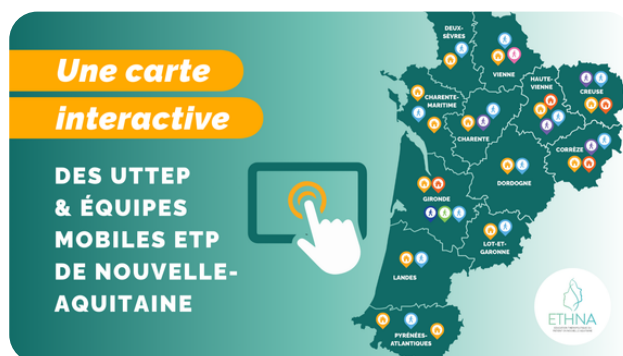 Une carte
interactive
DES UTTEP
& ÉQUIPES
MOBILES ETP
DE NOUVELLE-
AQUITAINE
DEUX-
SÈVRES
VIENNE
HAUTE-
VIENNE
CREUSE
CHARENTE-
MARITIME
CHARENTE
CORRÈZE
DORDOGNE
GIRONDE
LOT-ET-
GARONNE
LANDES
PYRÉNÉES-
ATLANTIQUES
ETHNA